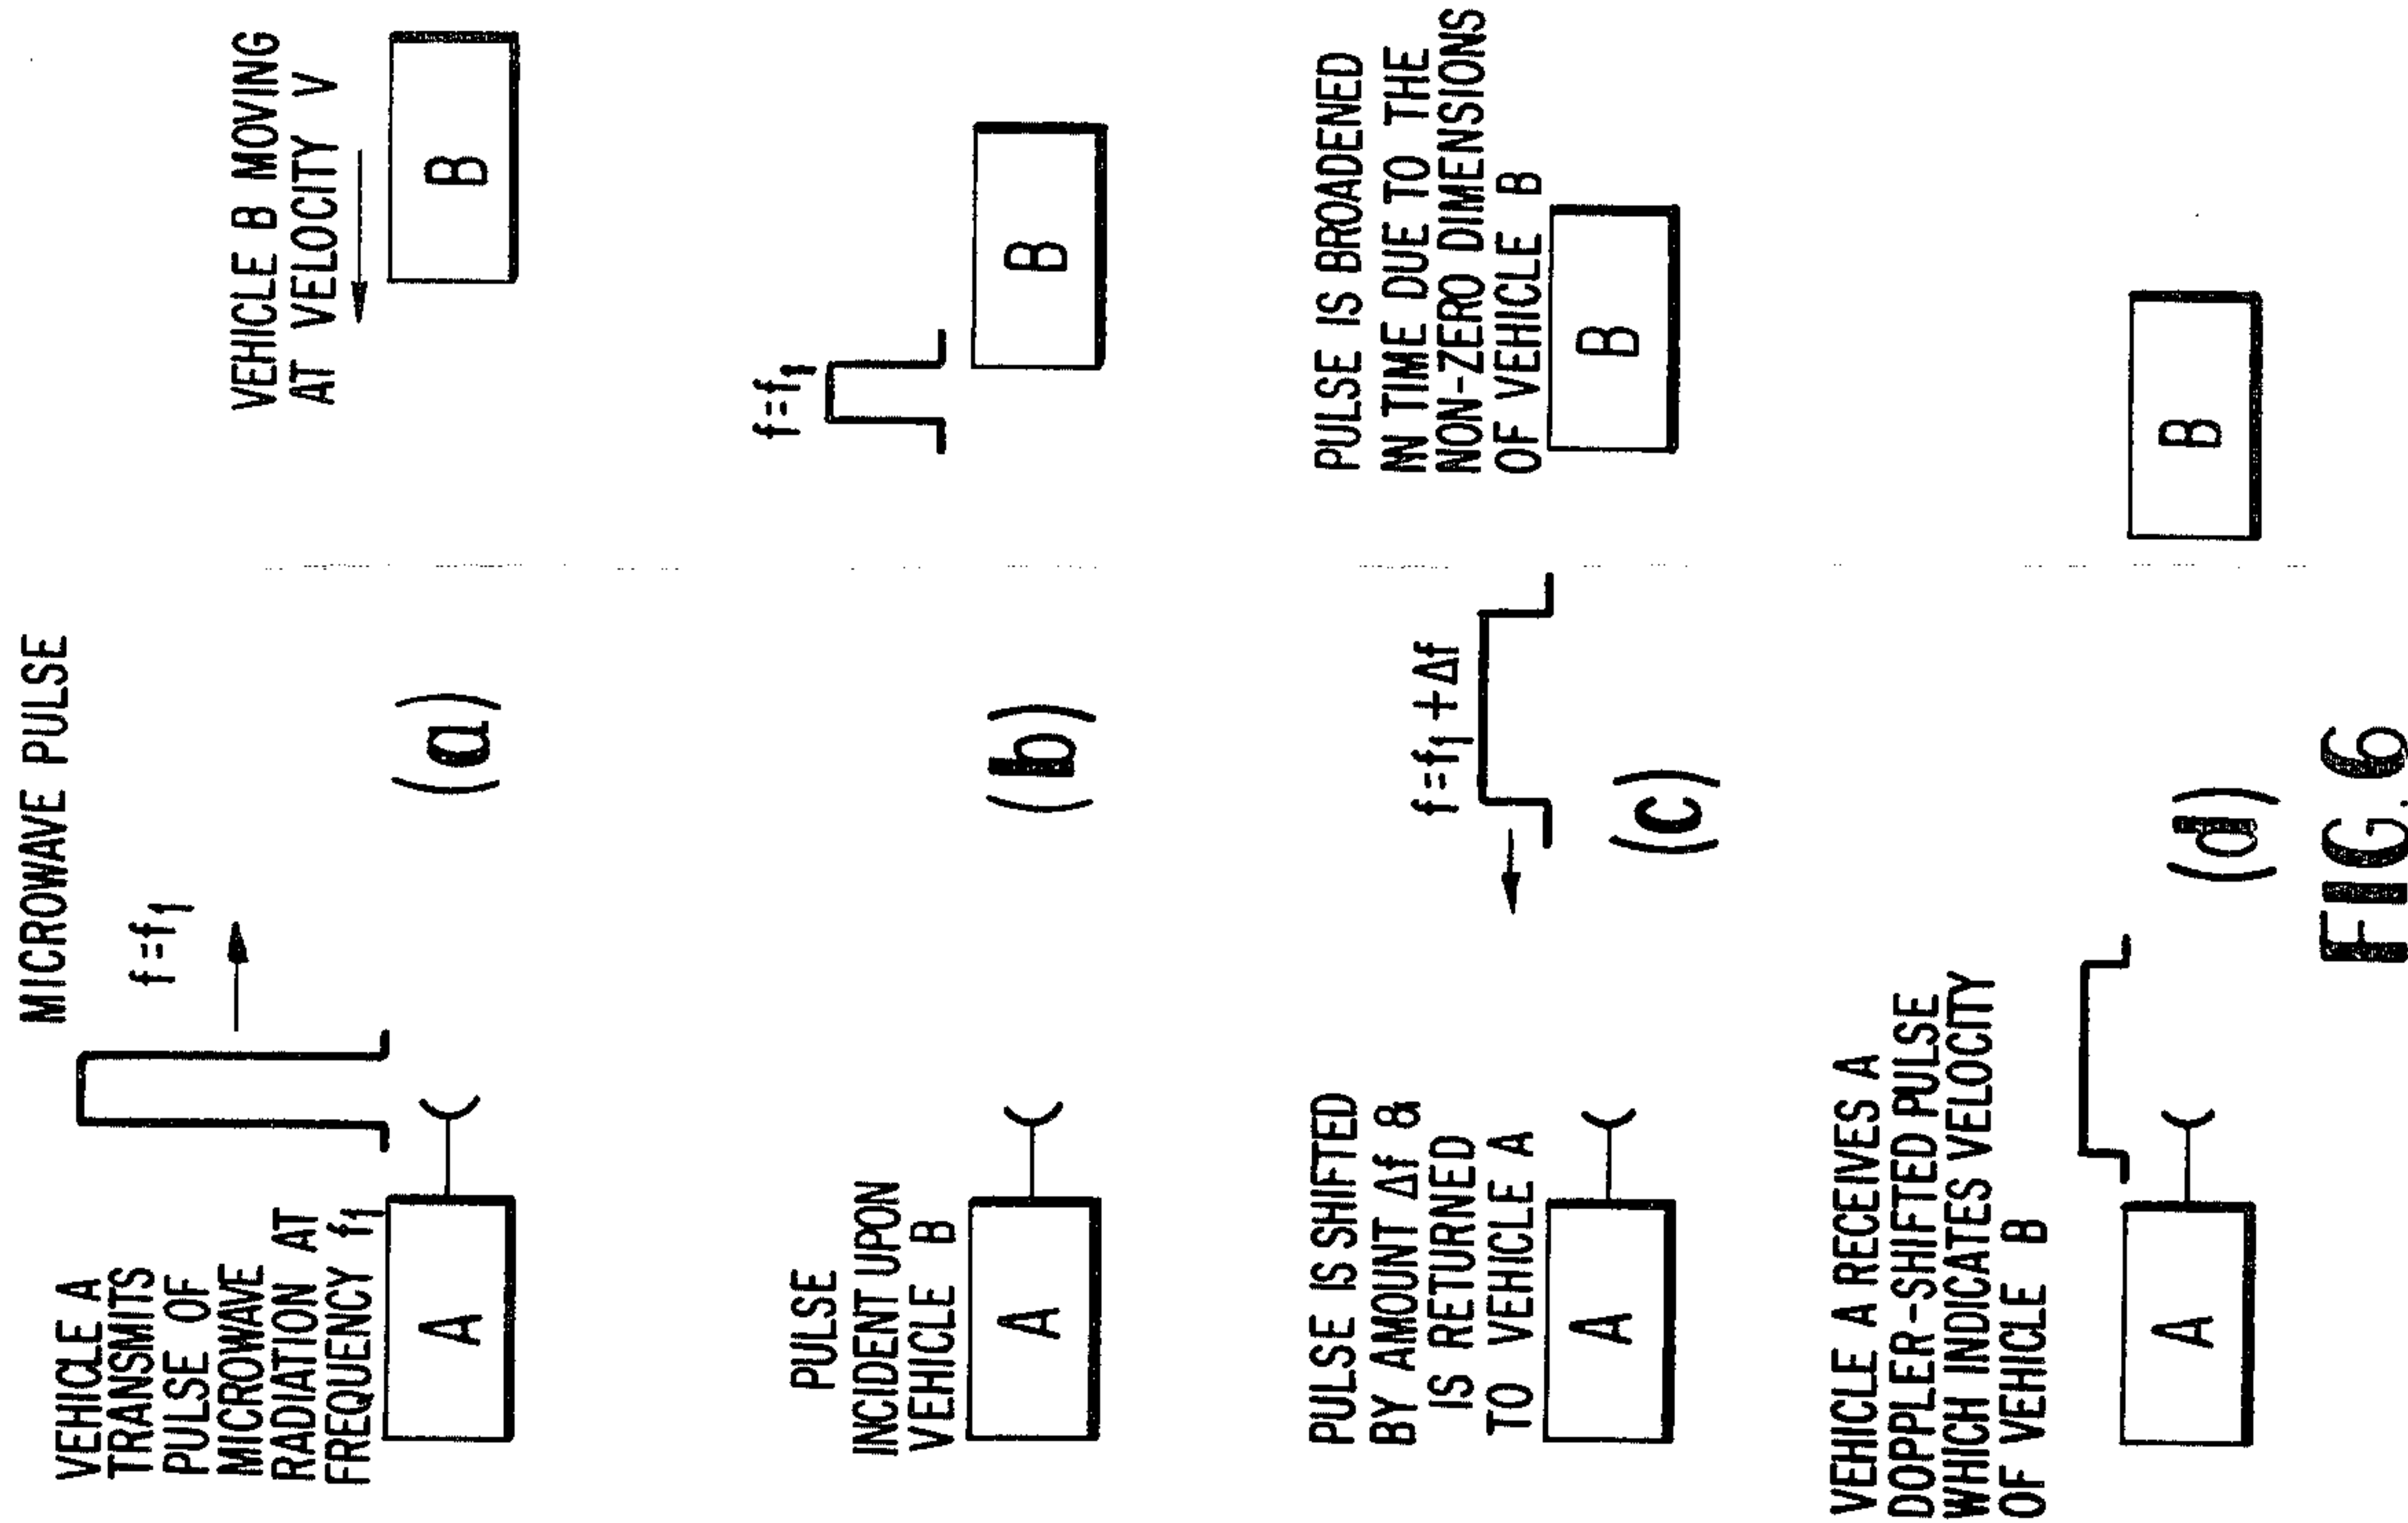 MICROWAVE PULSE
VEHICLE A
TRANSMITS
PULSE OF
MICROWAVE
RADIATION AT
FREQUENCY f1
f=f1
VEHICLE B MOVING
AT VELOCITY V
A
B
(a)
PULSE
INCIDENT UPON
VEHICLE B
f=f1
A
B
(b)
PULSE IS SHIFTED
BY AMOUNT Δf &
IS RETURNED
TO VEHICLE A
f=f1+Δf
PULSE IS BROADENED
IN TIME DUE TO THE
NON-ZERO DIMENSIONS
OF VEHICLE B
A
B
(c)
VEHICLE A RECEIVES A
DOPPLER-SHIFTED PULSE
WHICH INDICATES VELOCITY
OF VEHICLE B
A
B
(d)
FIG.6